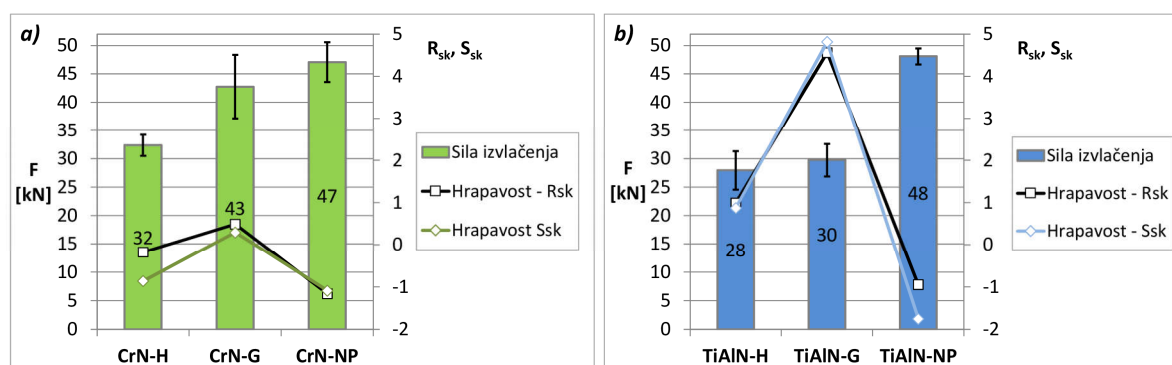 a)
50
45
40
35
30
25
20
15
10
5
0
F
[kN]
32
43
47
5
4
3
2
1
0
-1
-2
Rsk, Ssk
CrN-H
CrN-G
CrN-NP
Sila izvlačenja
Hrapavost - Rsk
Hrapavost Ssk
b)
50
45
40
35
30
25
20
15
10
5
0
F
[kN]
28
30
48
5
4
3
2
1
0
-1
-2
Rsk, Ssk
TiAlN-H
TiAlN-G
TiAlN-NP
Sila izvlačenja
Hrapavost - Rsk
Hrapavost - Ssk